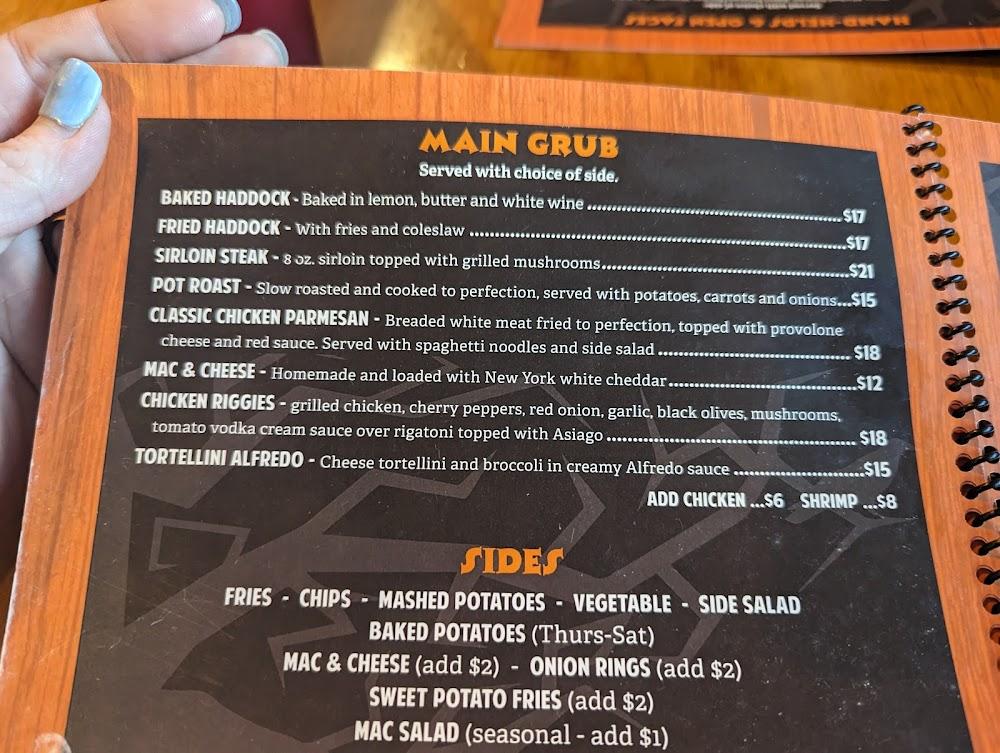 HAND-HELDS & OPEN FACES
MAIN GRUB
Served with choice of side.
BAKED HADDOCK - Baked in lemon, butter and white wine ........ $17
FRIED HADDOCK - With fries and coleslaw ........ $17
SIRLOIN STEAK - 8 oz. sirloin topped with grilled mushrooms........ $21
POT ROAST - Slow roasted and cooked to perfection, served with potatoes, carrots and onions...$15
CLASSIC CHICKEN PARMESAN - Breaded white meat fried to perfection, topped with provolone
cheese and red sauce. Served with spaghetti noodles and side salad ........ $18
MAC & CHEESE - Homemade and loaded with New York white cheddar........$12
CHICKEN RIGGIES - grilled chicken, cherry peppers, red onion, garlic, black olives, mushrooms,
tomato vodka cream sauce over rigatoni topped with Asiago ........ $18
TORTELLINI ALFREDO - Cheese tortellini and broccoli in creamy Alfredo sauce ........$15
ADD CHICKEN ...$6 SHRIMP ...$8
SIDES
FRIES - CHIPS - MASHED POTATOES - VEGETABLE - SIDE SALAD
BAKED POTATOES (Thurs-Sat)
MAC & CHEESE (add $2) - ONION RINGS (add $2)
SWEET POTATO FRIES (add $2)
MAC SALAD (seasonal - add $1)